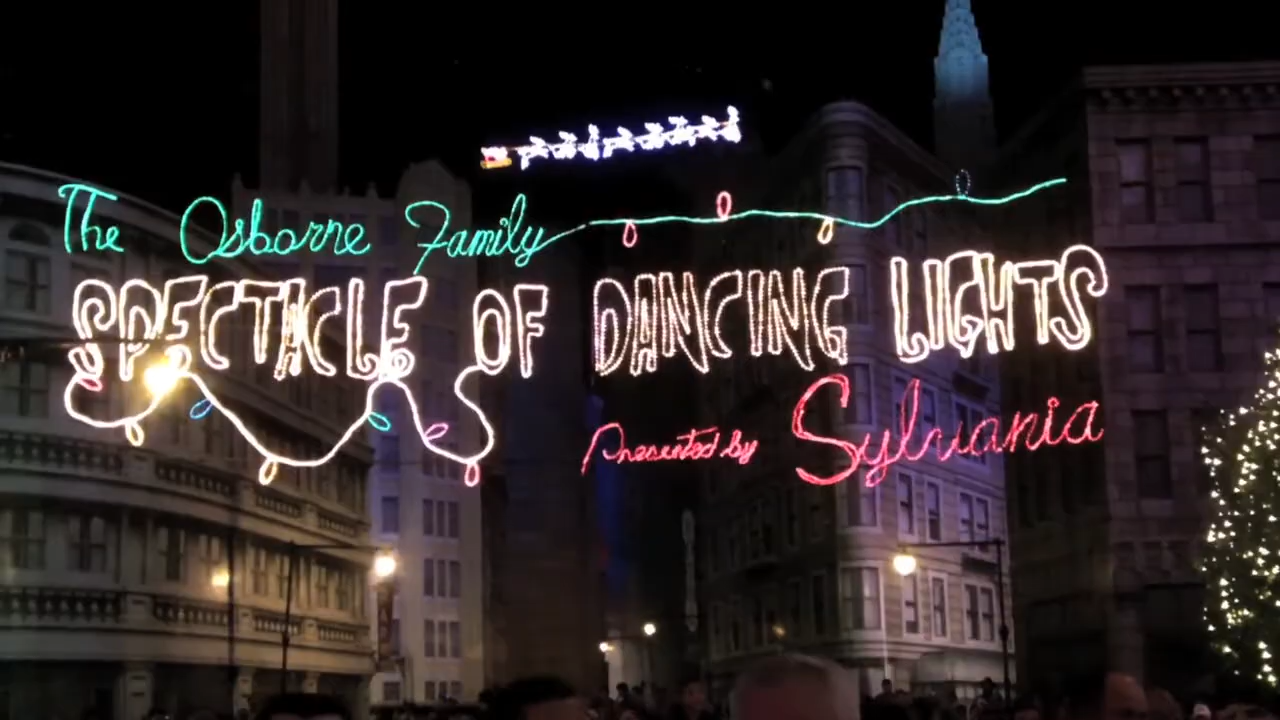 The Osborne Family
SPECTACLE OF DANCING LIGHTS
Presented by Sylvania